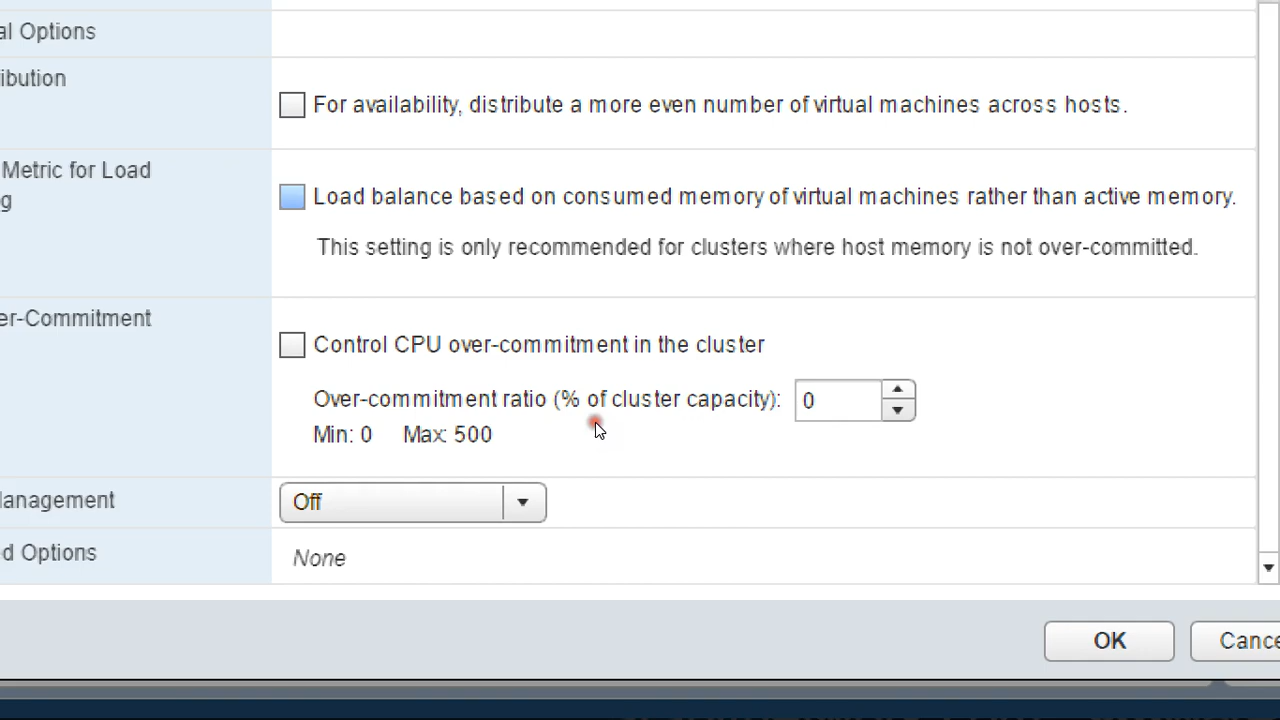 al Options
ibution
For availability, distribute a more even number of virtual machines across hosts.
Metric for Load
g
Load balance based on consumed memory of virtual machines rather than active memory.
This setting is only recommended for clusters where host memory is not over-committed.
er-Commitment
Control CPU over-commitment in the cluster
Over-commitment ratio (% of cluster capacity): 0
Min: 0 Max: 500
anagement
Off
d Options
None
OK
Cance